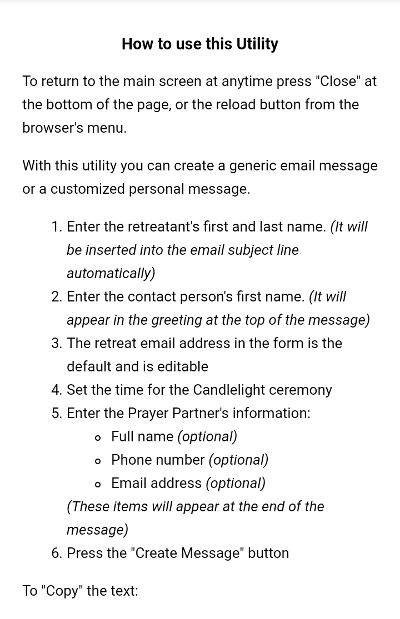 How to use this Utility
To return to the main screen at anytime press "Close" at
the bottom of the page, or the reload button from the
browser's menu.
With this utility you can create a generic email message
or a customized personal message.
1. Enter the retreatant's first and last name. (It will
be inserted into the email subject line
automatically)
2. Enter the contact person's first name. (It will
appear in the greeting at the top of the message)
3. The retreat email address in the form is the
default and is editable
4. Set the time for the Candlelight ceremony
5. Enter the Prayer Partner's information:
◦ Full name (optional)
◦ Phone number (optional)
◦ Email address (optional)
(These items will appear at the end of the
message)
6. Press the "Create Message" button
To "Copy" the text: